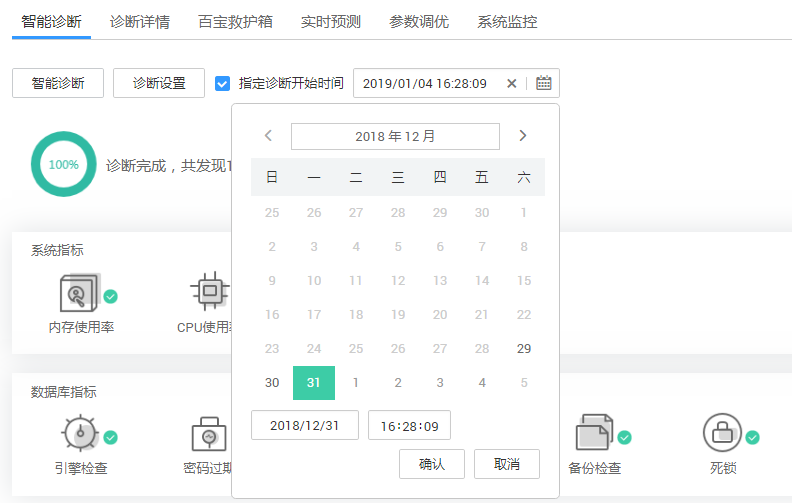 智能诊断 诊断详情 百宝救护箱 实时预测 参数调优 系统监控
智能诊断 诊断设置 指定诊断开始时间 2019/01/04 16:28:09
2018 年 12 月
100% 诊断完成，共发现1
日 一 二 三 四 五 六
25 26 27 28 29 30 1
2 3 4 5 6 7 8
系统指标
9 10 11 12 13 14 15
16 17 18 19 20 21 22
内存使用率 CPU使用率
23 24 25 26 27 28 29
30 31 1 2 3 4 5
数据库指标
2018/12/31 16:28:09
引擎检查 密码过期 确认 取消 备份检查 死锁